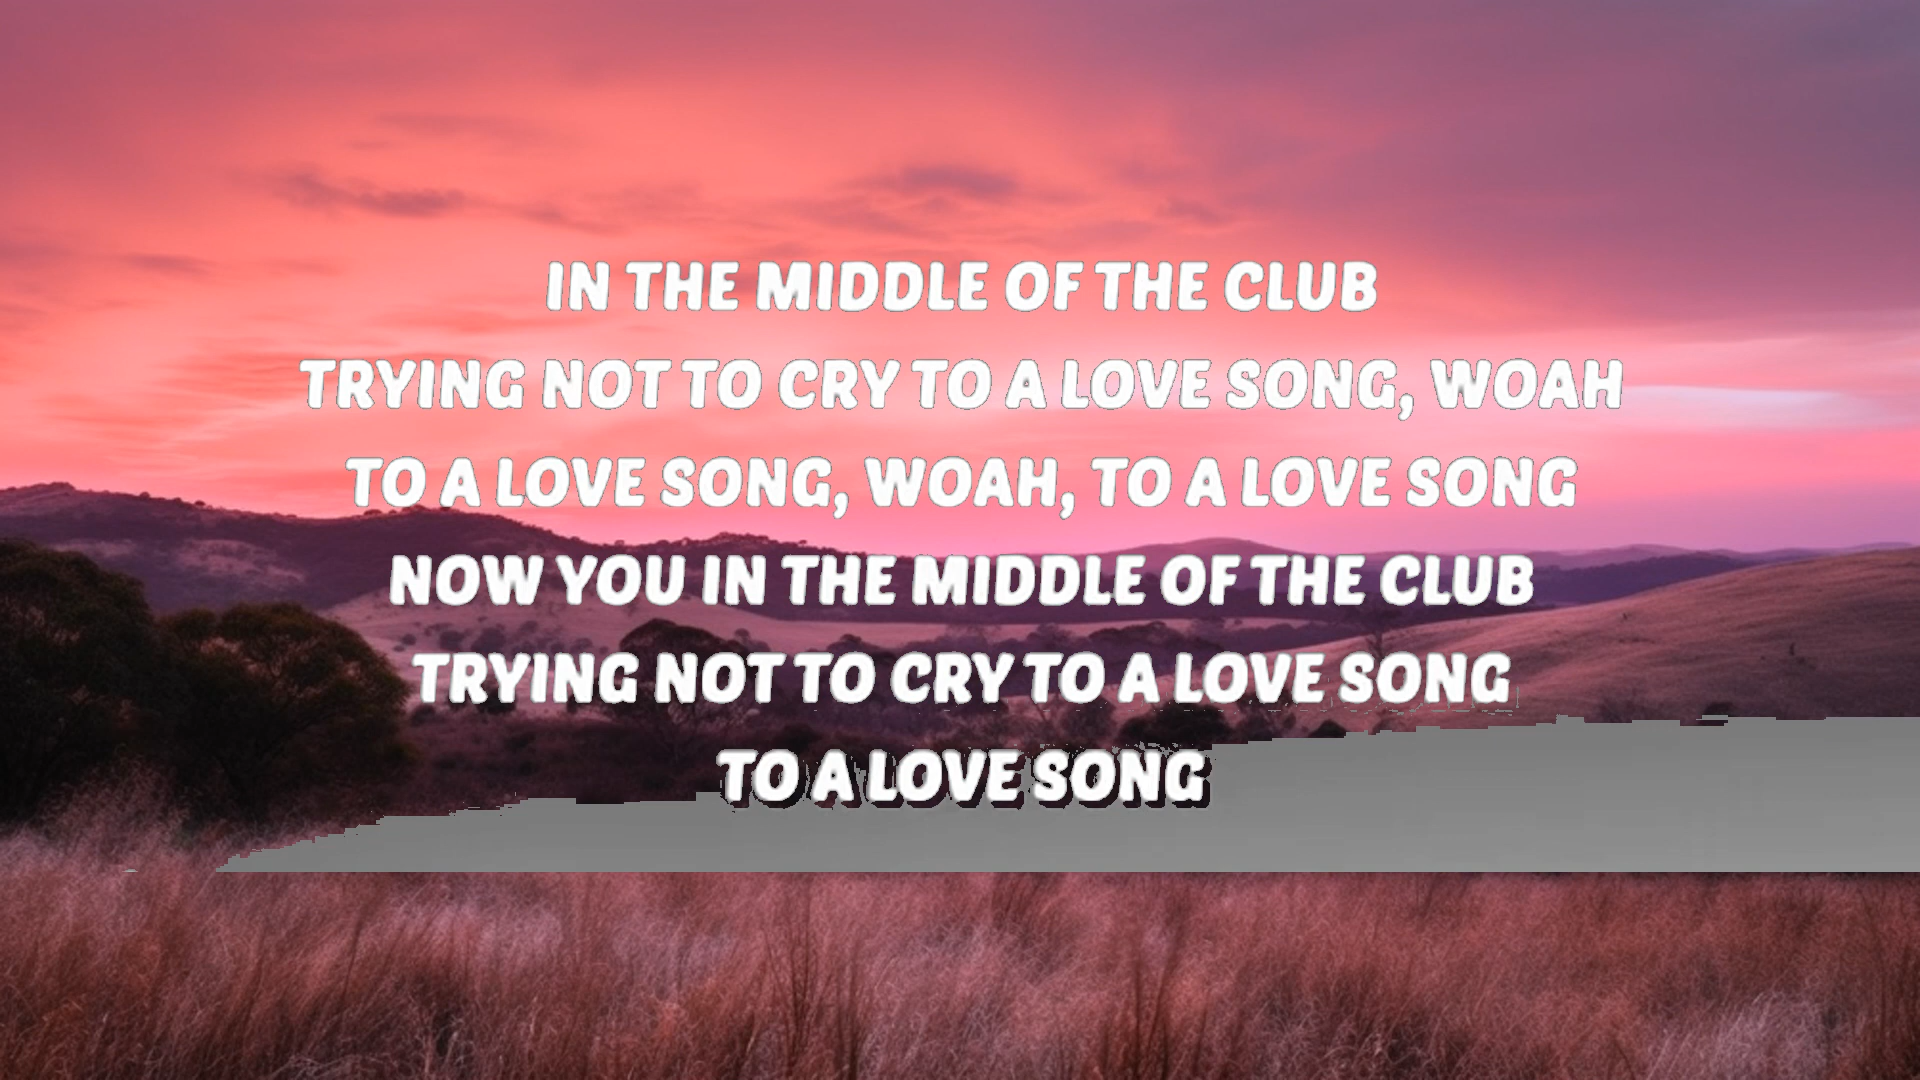 IN THE MIDDLE OF THE CLUB
TRYING NOT TO CRY TO A LOVE SONG, WOAH
TO A LOVE SONG, WOAH, TO A LOVE SONG
NOW YOU IN THE MIDDLE OF THE CLUB
TRYING NOT TO CRY TO A LOVE SONG
TO A LOVE SONG